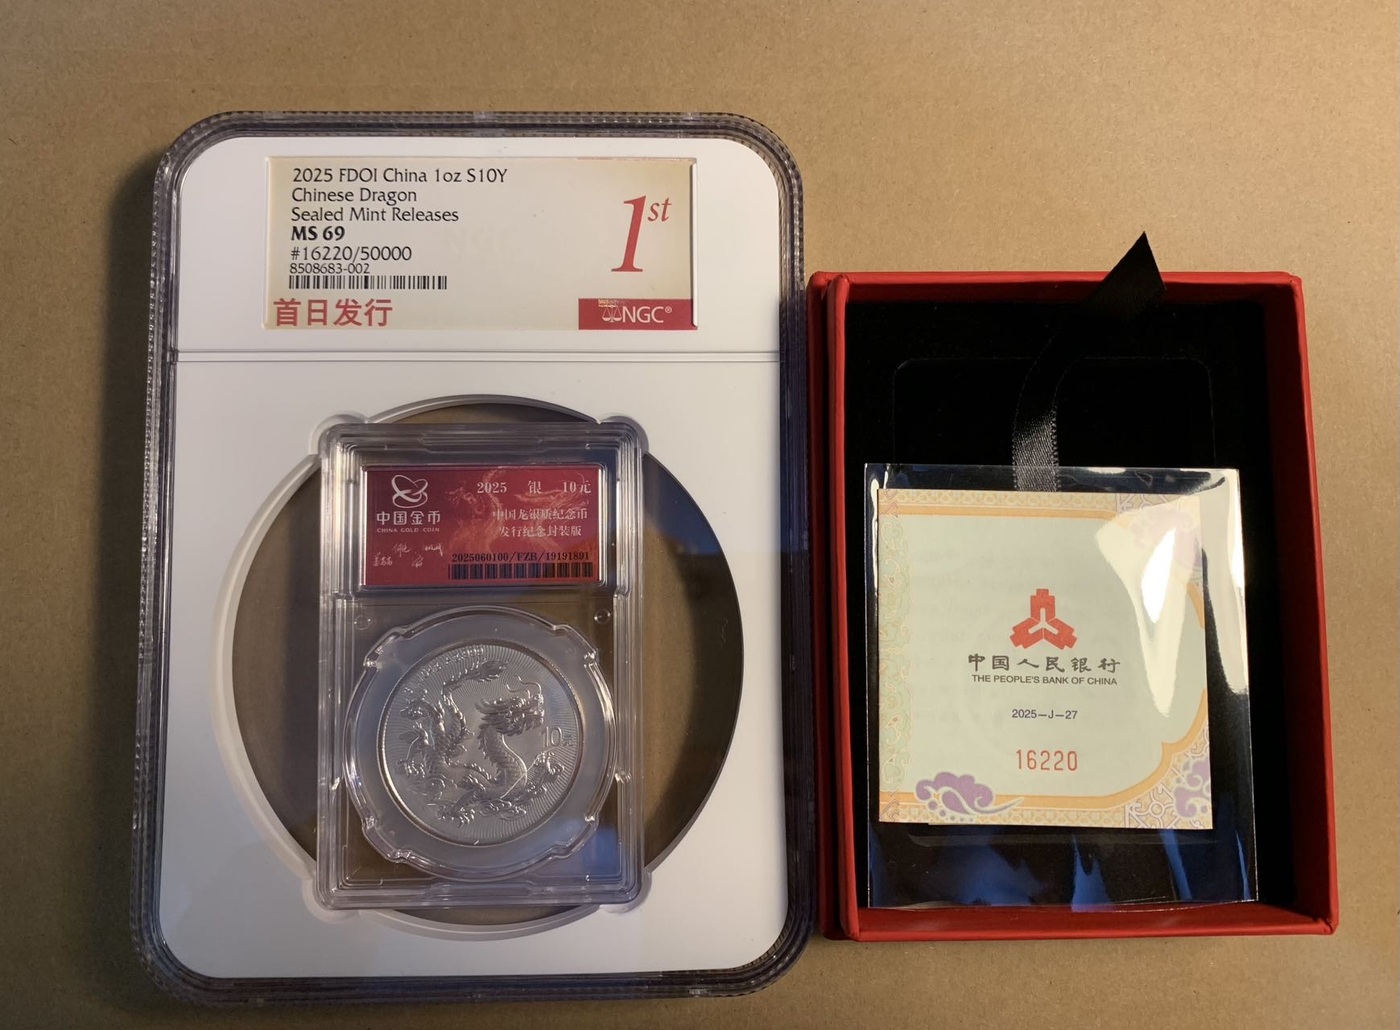 2025 FDOI China 1oz S10Y
Chinese Dragon
Sealed Mint Releases
MS 69
#16220/50000
8508683-002
首日发行
1st
NGC®
中国金币
CHINA GOLD COIN
2025 银 10元
中国龙银质纪念币
发行纪念封装版
2025060100/FZB/19191891
10元
中国人民银行
THE PEOPLE'S BANK OF CHINA
2025-J-27
16220